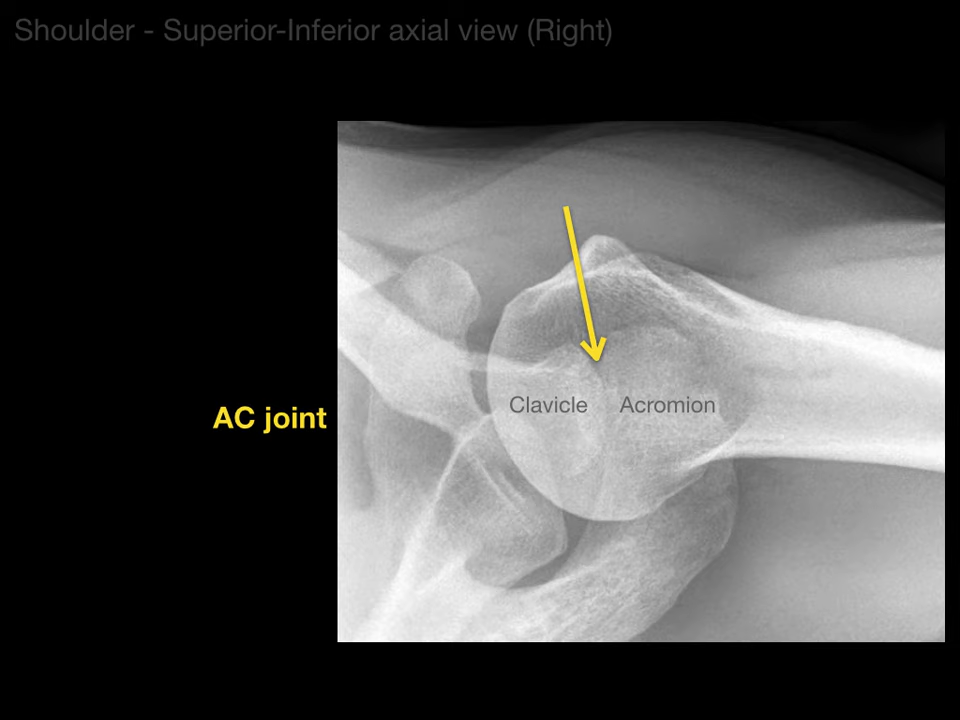 Shoulder - Superior-Inferior axial view (Right)
Clavicle Acromion
AC joint